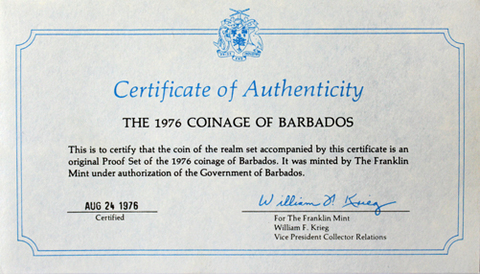 Certificate of Authenticity
THE 1976 COINAGE OF BARBADOS
This is to certify that the coin of the realm set accompanied by this certificate is an
original Proof Set of the 1976 coinage of Barbados. It was minted by The Franklin
Mint under authorization of the Government of Barbados.
AUG 24 1976
Certified
William F. Krieg
For The Franklin Mint
William F. Krieg
Vice President Collector Relations